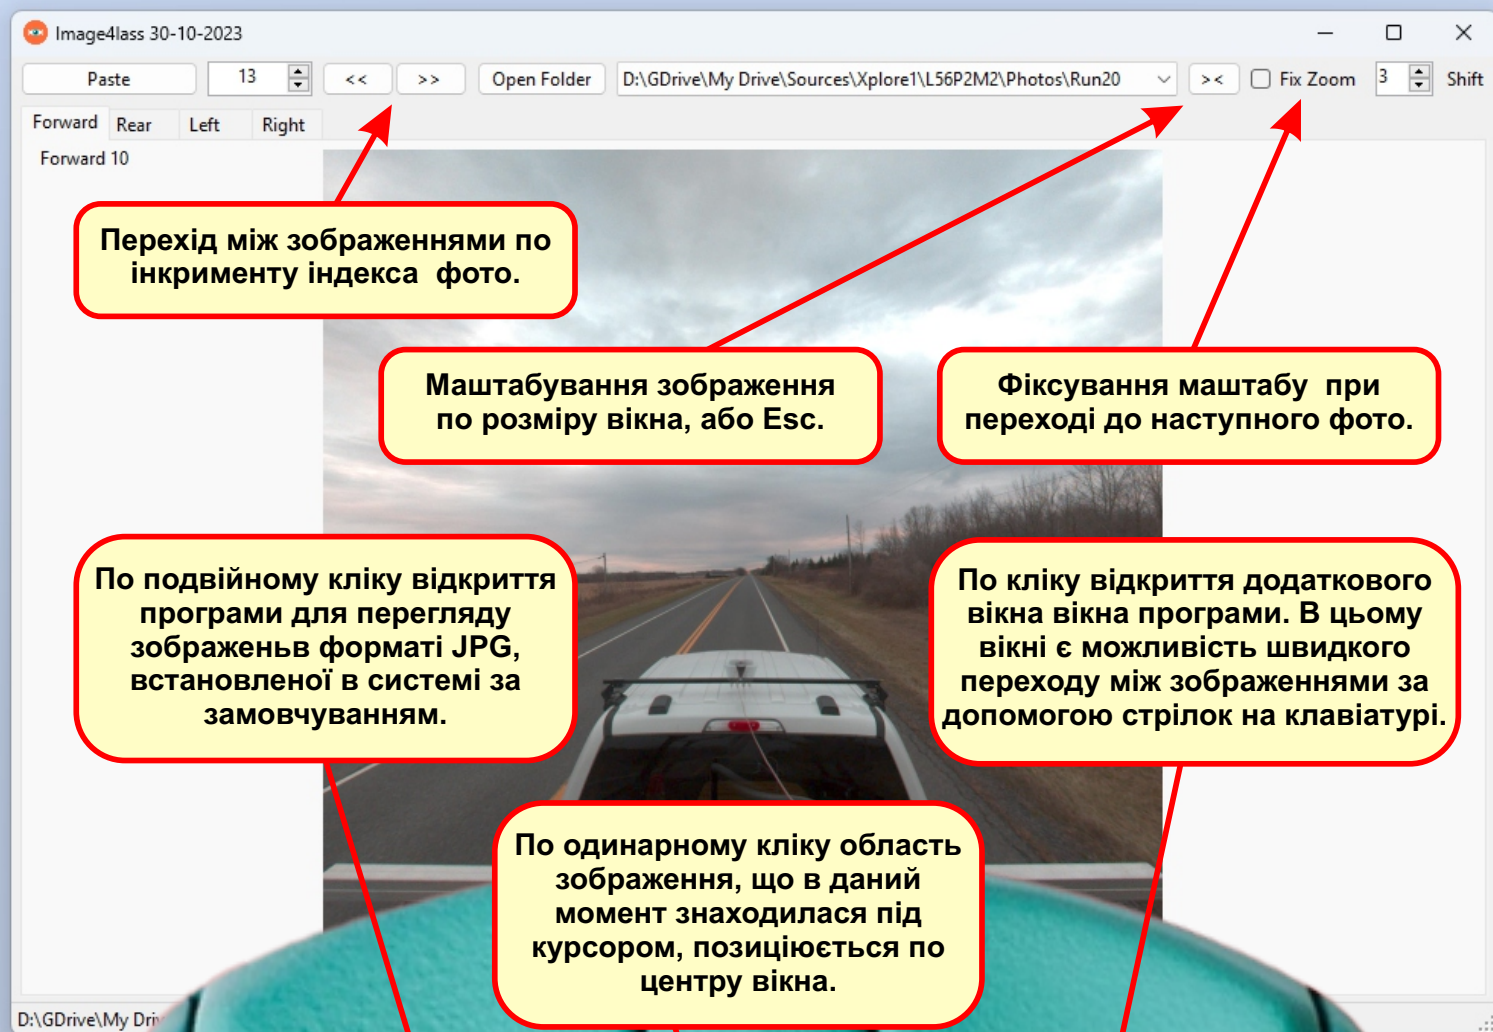 Image4lass 30-10-2023
Paste 13 << >> Open Folder D:\GDrive\My Drive\Sources\Xplore1\L56P2M2\Photos\Run20 >< Fix Zoom 3 Shift
Forward Rear Left Right
Forward 10
Перехід між зображеннями по
інкрименту індекса фото.
Маштабування зображення
по розміру вікна, або Esc.
Фіксування маштабу при
переході до наступного фото.
По подвійному кліку відкриття
програми для перегляду
зображеньв форматі JPG,
встановленої в системі за
замовчуванням.
По кліку відкриття додаткового
вікна вікна програми. В цьому
вікні є можливість швидкого
переходу між зображеннями за
допомогою стрілок на клавіатурі.
По одинарному кліку область
зображення, що в даний
момент знаходилася під
курсором, позиціюється по
центру вікна.
D:\GDrive\My